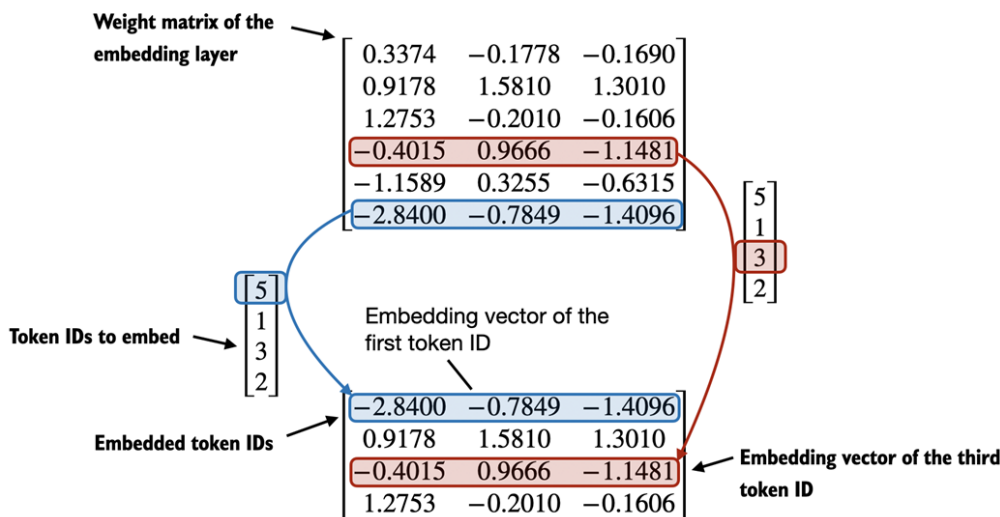 Weight matrix of the
embedding layer
0.3374 −0.1778 −0.1690
0.9178 1.5810 1.3010
1.2753 −0.2010 −0.1606
−0.4015 0.9666 −1.1481
−1.1589 0.3255 −0.6315
−2.8400 −0.7849 −1.4096
5
1
3
2
5
1
3
2
Token IDs to embed
Embedding vector of the
first token ID
−2.8400 −0.7849 −1.4096
0.9178 1.5810 1.3010
−0.4015 0.9666 −1.1481
1.2753 −0.2010 −0.1606
Embedded token IDs
Embedding vector of the third
token ID